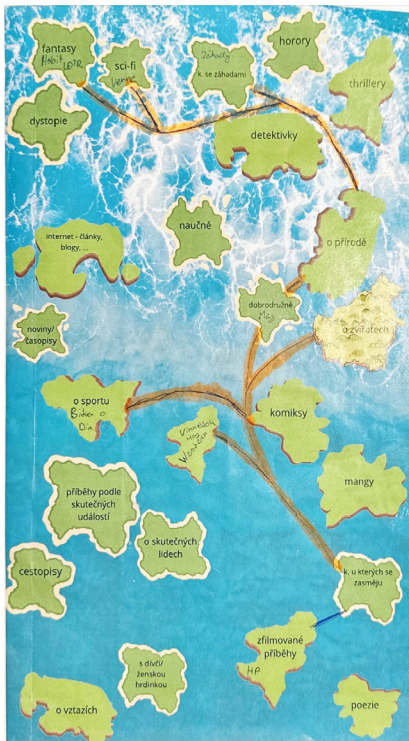 fantasy
Hobit
LOTR
sci-fi
Verne
Záhady
k. se záhadami
horory
thrillery
dystopie
detektivky
naučné
o přírodě
internet - články,
blogy, ...
dobrodružné
o zvířatech
noviny/
časopisy
o sportu
komiksy
mangy
příběhy podle
skutečných
událostí
o skutečných
lidech
cestopisy
k. u kterých se
zasměju
zfilmované
příběhy
HP
s dívčí/
ženskou
hrdinkou
o vztazích
poezie